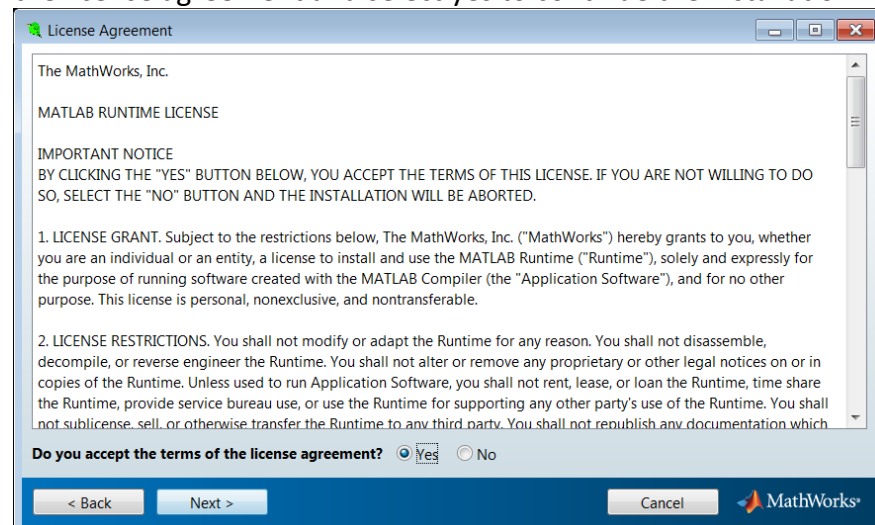 the license agreement and select yes to continue the installation
License Agreement
The MathWorks, Inc.
MATLAB RUNTIME LICENSE
IMPORTANT NOTICE
BY CLICKING THE "YES" BUTTON BELOW, YOU ACCEPT THE TERMS OF THIS LICENSE. IF YOU ARE NOT WILLING TO DO
SO, SELECT THE "NO" BUTTON AND THE INSTALLATION WILL BE ABORTED.
1. LICENSE GRANT. Subject to the restrictions below, The MathWorks, Inc. ("MathWorks") hereby grants to you, whether
you are an individual or an entity, a license to install and use the MATLAB Runtime ("Runtime"), solely and expressly for
the purpose of running software created with the MATLAB Compiler (the "Application Software"), and for no other
purpose. This license is personal, nonexclusive, and nontransferable.
2. LICENSE RESTRICTIONS. You shall not modify or adapt the Runtime for any reason. You shall not disassemble,
decompile, or reverse engineer the Runtime. You shall not alter or remove any proprietary or other legal notices on or in
copies of the Runtime. Unless used to run Application Software, you shall not rent, lease, or loan the Runtime, time share
the Runtime, provide service bureau use, or use the Runtime for supporting any other party's use of the Runtime. You shall
not sublicense, sell, or otherwise transfer the Runtime to any third party. You shall not republish any documentation which
Do you accept the terms of the license agreement? Yes No
< Back Next > Cancel MathWorks®